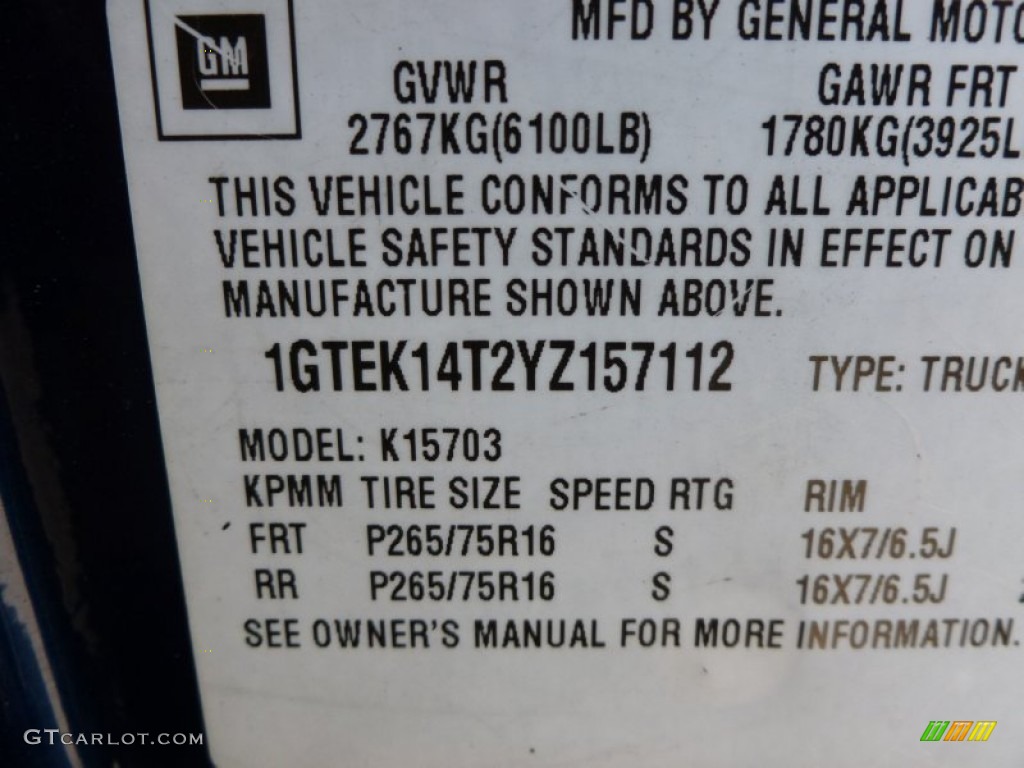 GM
MFD BY GENERAL MOTO
GVWR GAWR FRT
2767KG(6100LB) 1780KG(3925L
THIS VEHICLE CONFORMS TO ALL APPLICAB
VEHICLE SAFETY STANDARDS IN EFFECT ON
MANUFACTURE SHOWN ABOVE.
1GTEK14T2YZ157112 TYPE: TRUCK
MODEL: K15703
KPMM TIRE SIZE SPEED RTG RIM
FRT P265/75R16 S 16X7/6.5J
RR P265/75R16 S 16X7/6.5J
SEE OWNER'S MANUAL FOR MORE INFORMATION.
GTCARLOT.COM